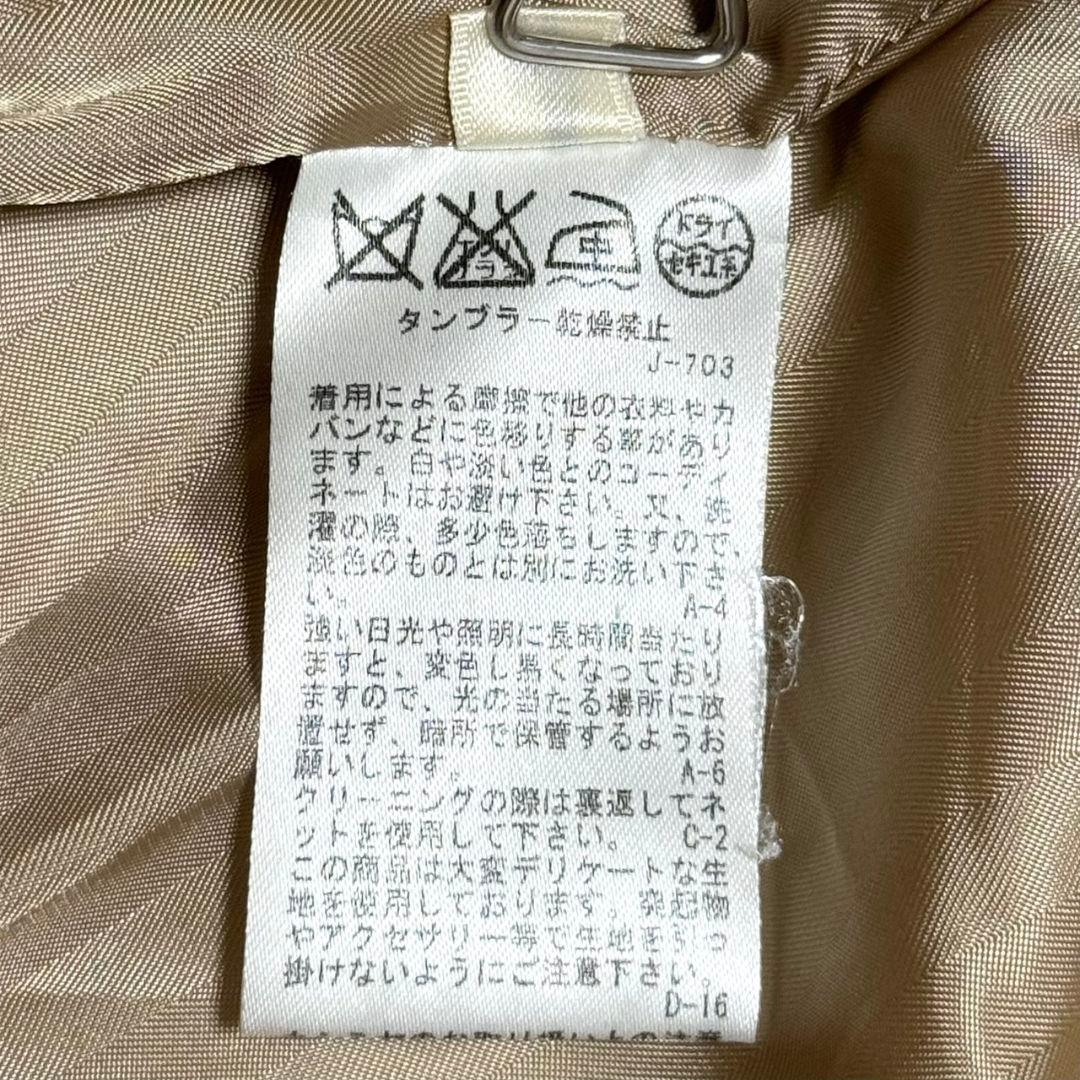 エンソ サラシ 中 ドライ セキユ系
タンブラー乾燥禁止
J-703
着用による摩擦で他の衣料やカ
バンなどに色移りする事があり
ます。白や淡い色とのコーディ
ネートはお避け下さい。又、洗
濯の際、多少色落ちしますので、
淡色のものとは別にお洗い下さ
い。 A-4
強い日光や照明に長時間当たり
ますと、変色し易くなっており
ますので、光の当たる場所に放
置せず、暗所で保管するようお
願いします。 A-6
クリーニングの際は裏返してネ
ットを使用して下さい。 C-2
この商品は大変デリケートな生
地を使用しております。突起物
やアクセサリー等で生地を引っ
掛けないようにご注意下さい。
D-16